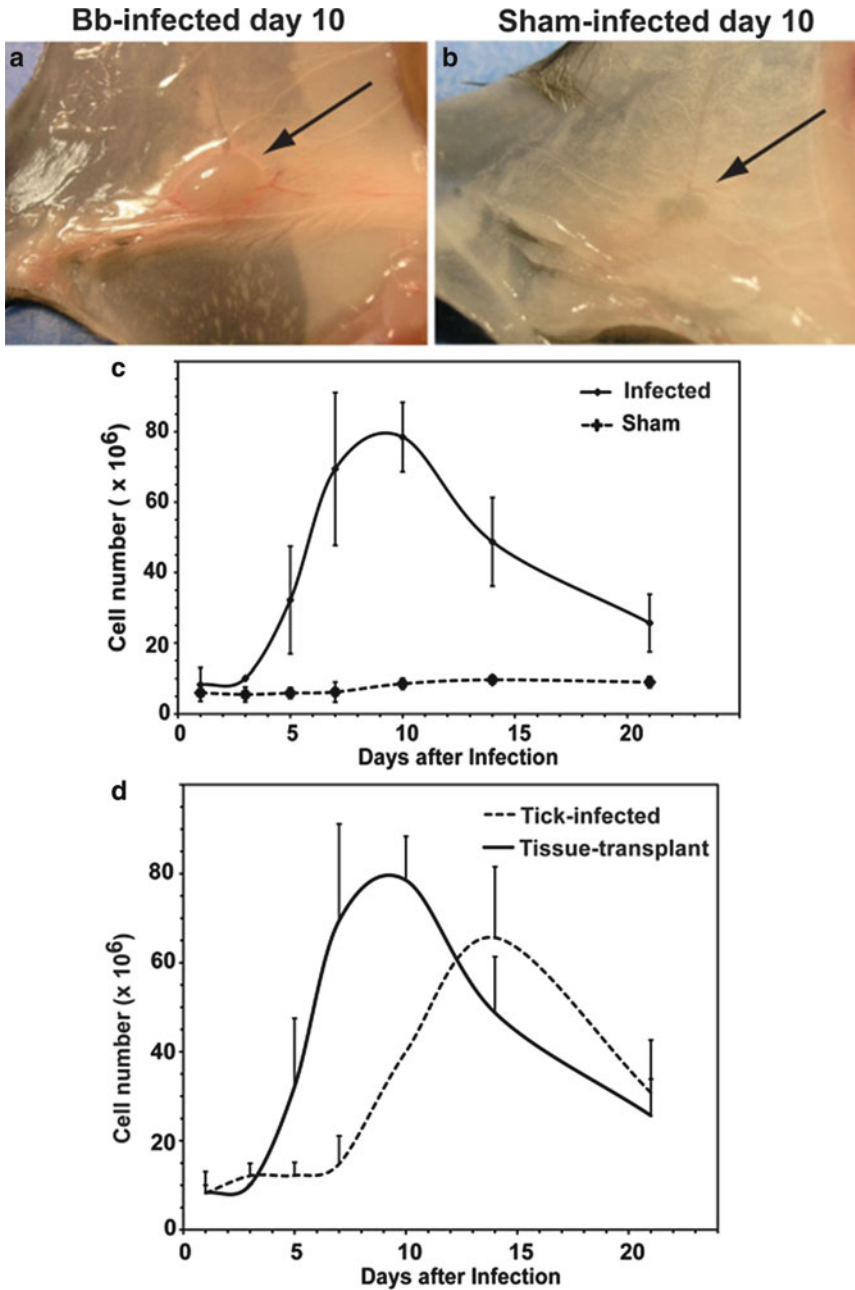 Bb-infected day 10
Sham-infected day 10
a
b
c
Infected
Sham
Cell number ( x 10⁶)
80
60
40
20
0
0
5
10
15
20
Days after Infection
d
Tick-infected
Tissue-transplant
Cell number (x 10⁶)
80
60
40
20
0
0
5
10
15
20
Days after Infection